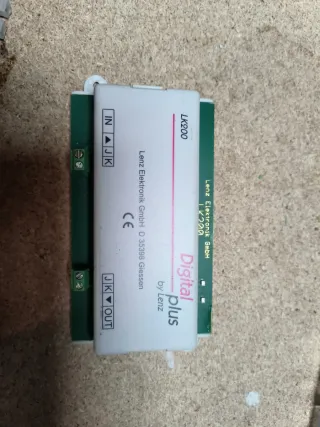 LK200
Digital
plus
by Lenz
Lenz Elektronik GmbH D 35398 Giessen
CE
IN ▲ J K
J K ▼ OUT
Lenz Elektronik GmbH
LK200